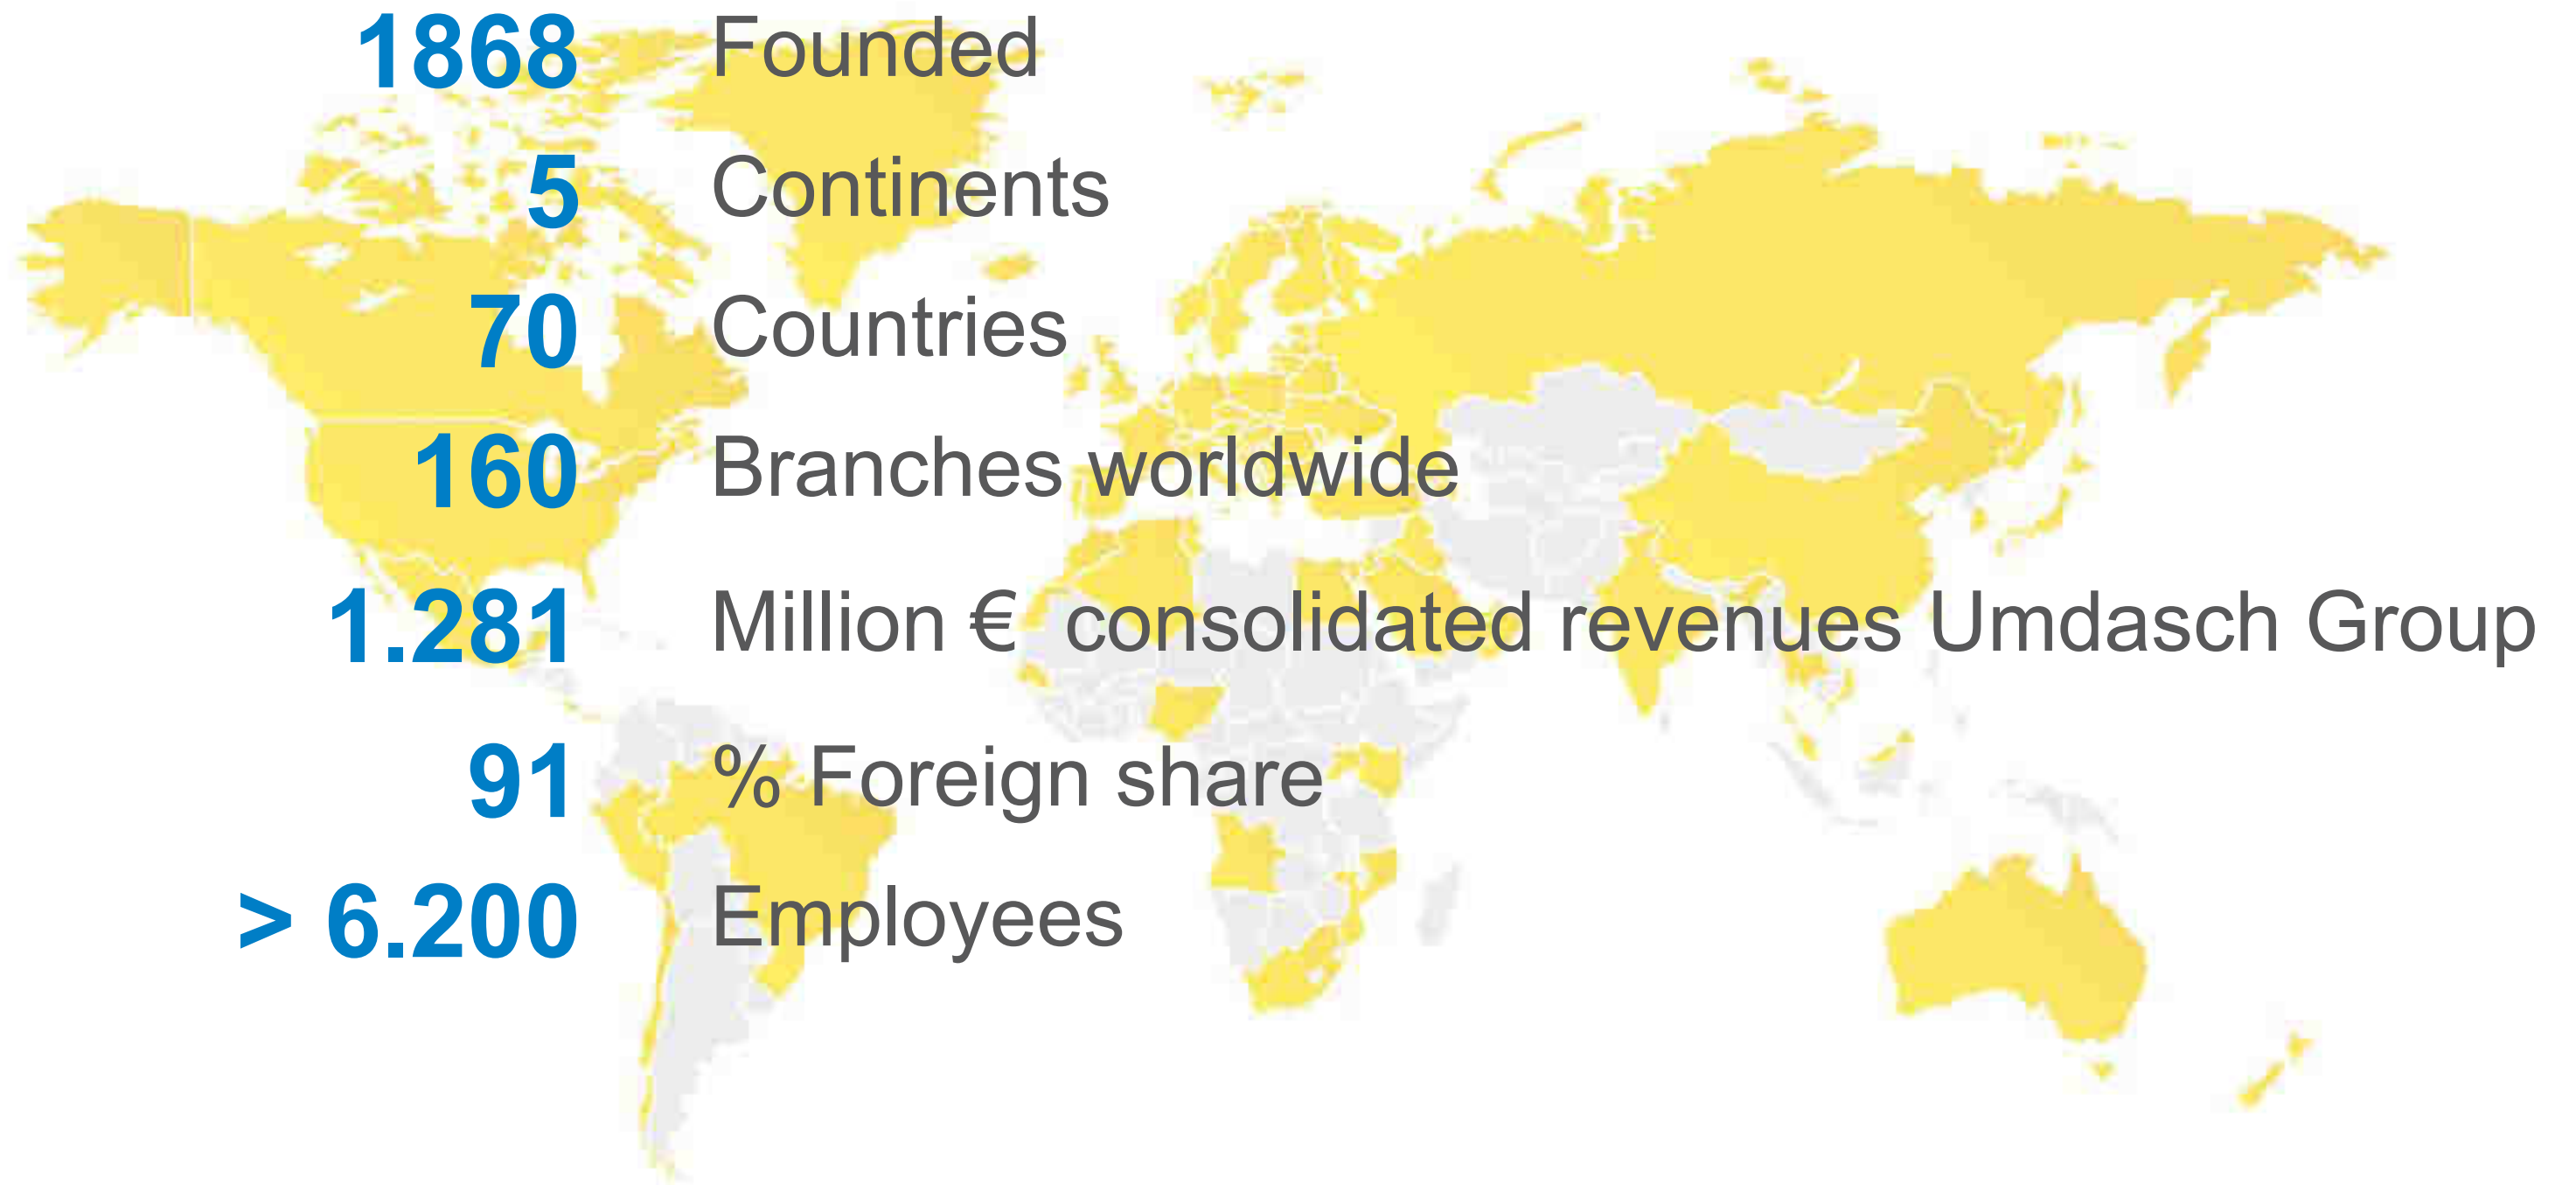 1868 Founded
5 Continents
70 Countries
160 Branches worldwide
1.281 Million € consolidated revenues Umdasch Group
91 % Foreign share
> 6.200 Employees